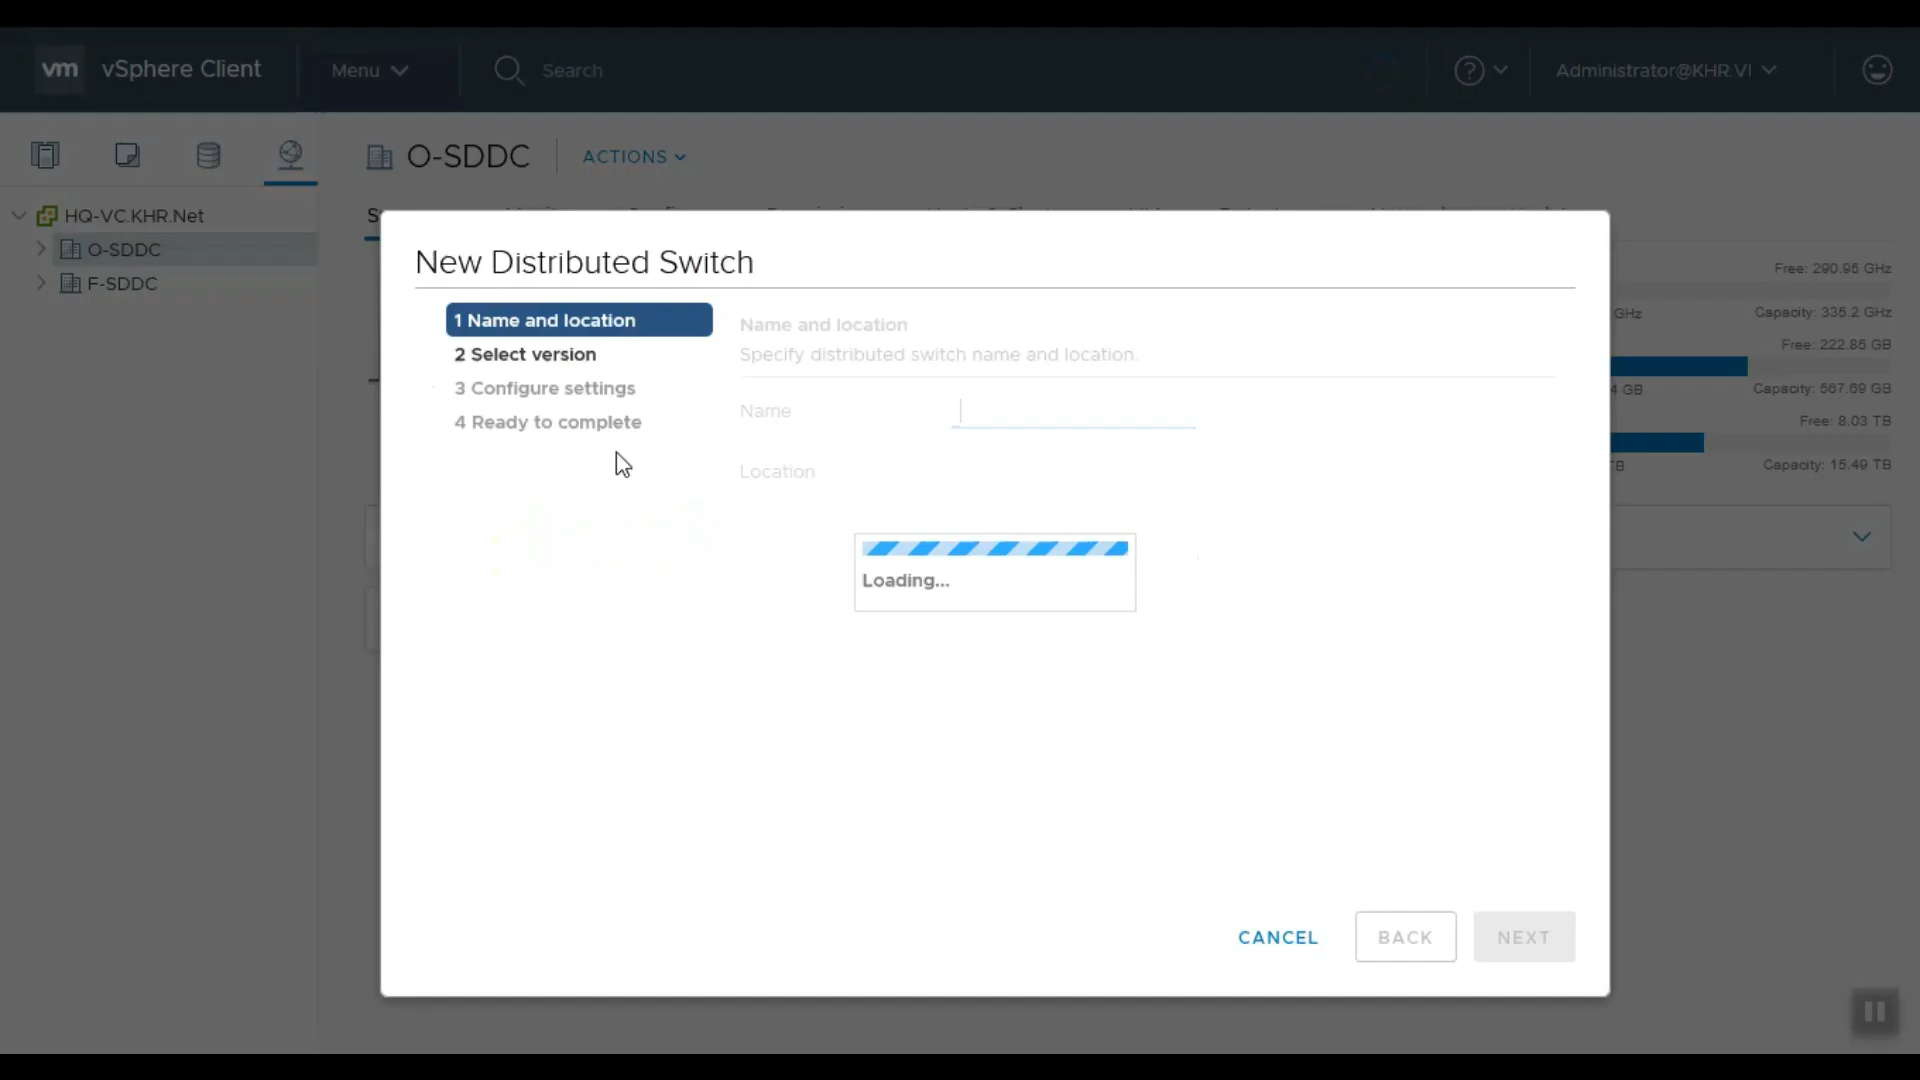 vm vSphere Client Menu Search Administrator@KHR.VI
O-SDDC ACTIONS
HQ-VC.KHR.Net
O-SDDC
F-SDDC
New Distributed Switch
1 Name and location
2 Select version
3 Configure settings
4 Ready to complete
Name and location
Specify distributed switch name and location.
Name
Location
Loading...
CANCEL BACK NEXT
Free: 290.95 GHz
GHz Capacity: 335.2 GHz
Free: 222.85 GB
4 GB Capacity: 567.69 GB
Free: 8.03 TB
TB Capacity: 15.49 TB